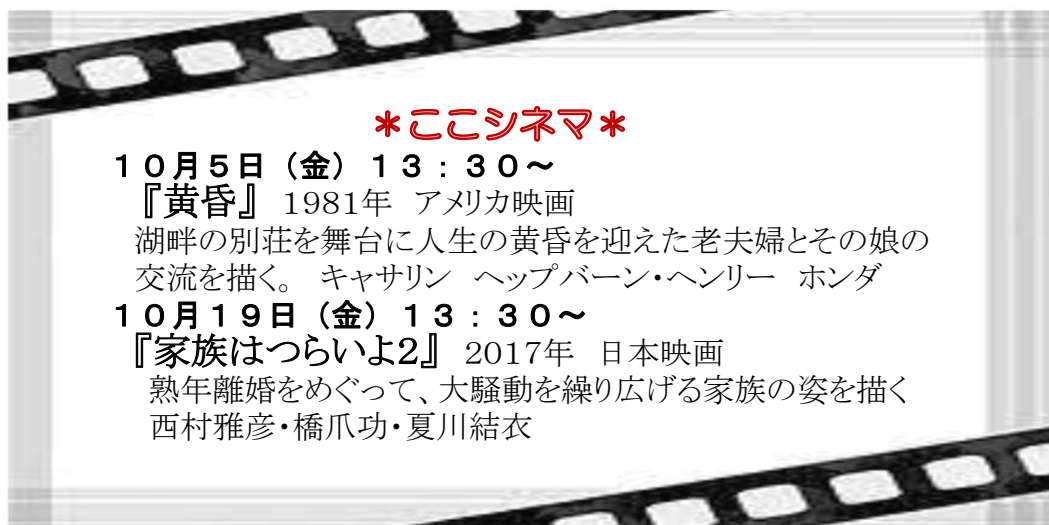 ＊ここシネマ＊
１０月５日（金）１３：３０～
『黄昏』 1981年　アメリカ映画
湖畔の別荘を舞台に人生の黄昏を迎えた老夫婦とその娘の
交流を描く。　キャサリン　ヘップバーン・ヘンリー　ホンダ
１０月１９日（金）１３：３０～
『家族はつらいよ2』 2017年　日本映画
熟年離婚をめぐって、大騒動を繰り広げる家族の姿を描く
西村雅彦・橋爪功・夏川結衣